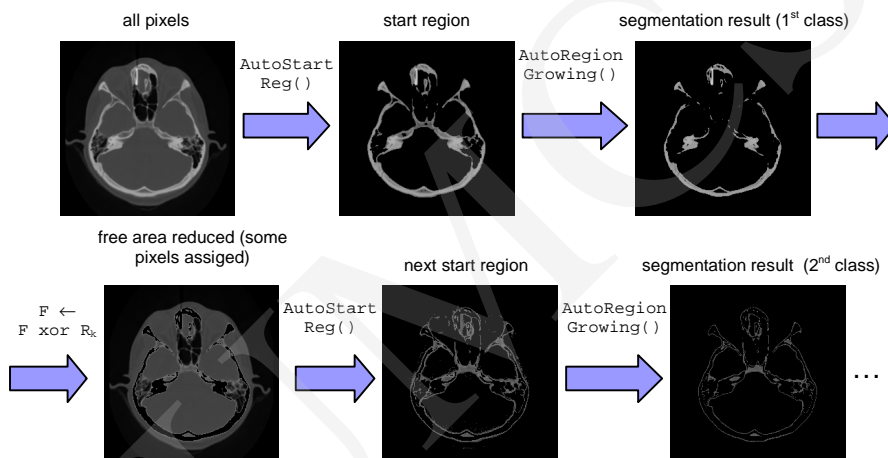 all pixels
start region
segmentation result (1st class)
AutoStart
Reg()
AutoRegion
Growing()
free area reduced (some
pixels assiged)
next start region
segmentation result (2nd class)
F ←
F xor Rk
AutoStart
Reg()
AutoRegion
Growing()
...